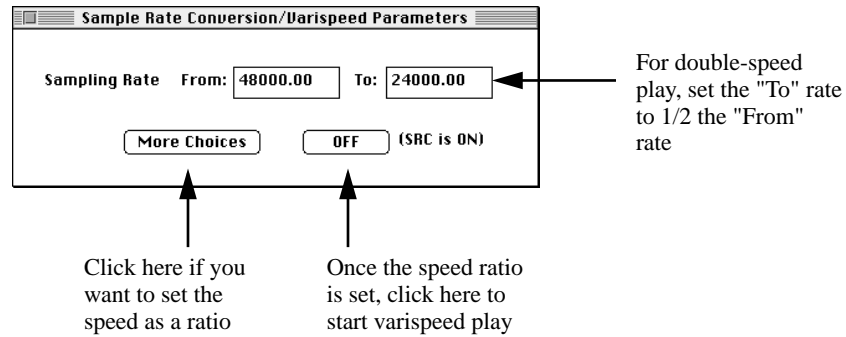 Sample Rate Conversion/Varispeed Parameters
Sampling Rate From: 48000.00 To: 24000.00
More Choices OFF (SRC is ON)
For double-speed
play, set the "To" rate
to 1/2 the "From"
rate
Click here if you
want to set the
speed as a ratio
Once the speed ratio
is set, click here to
start varispeed play